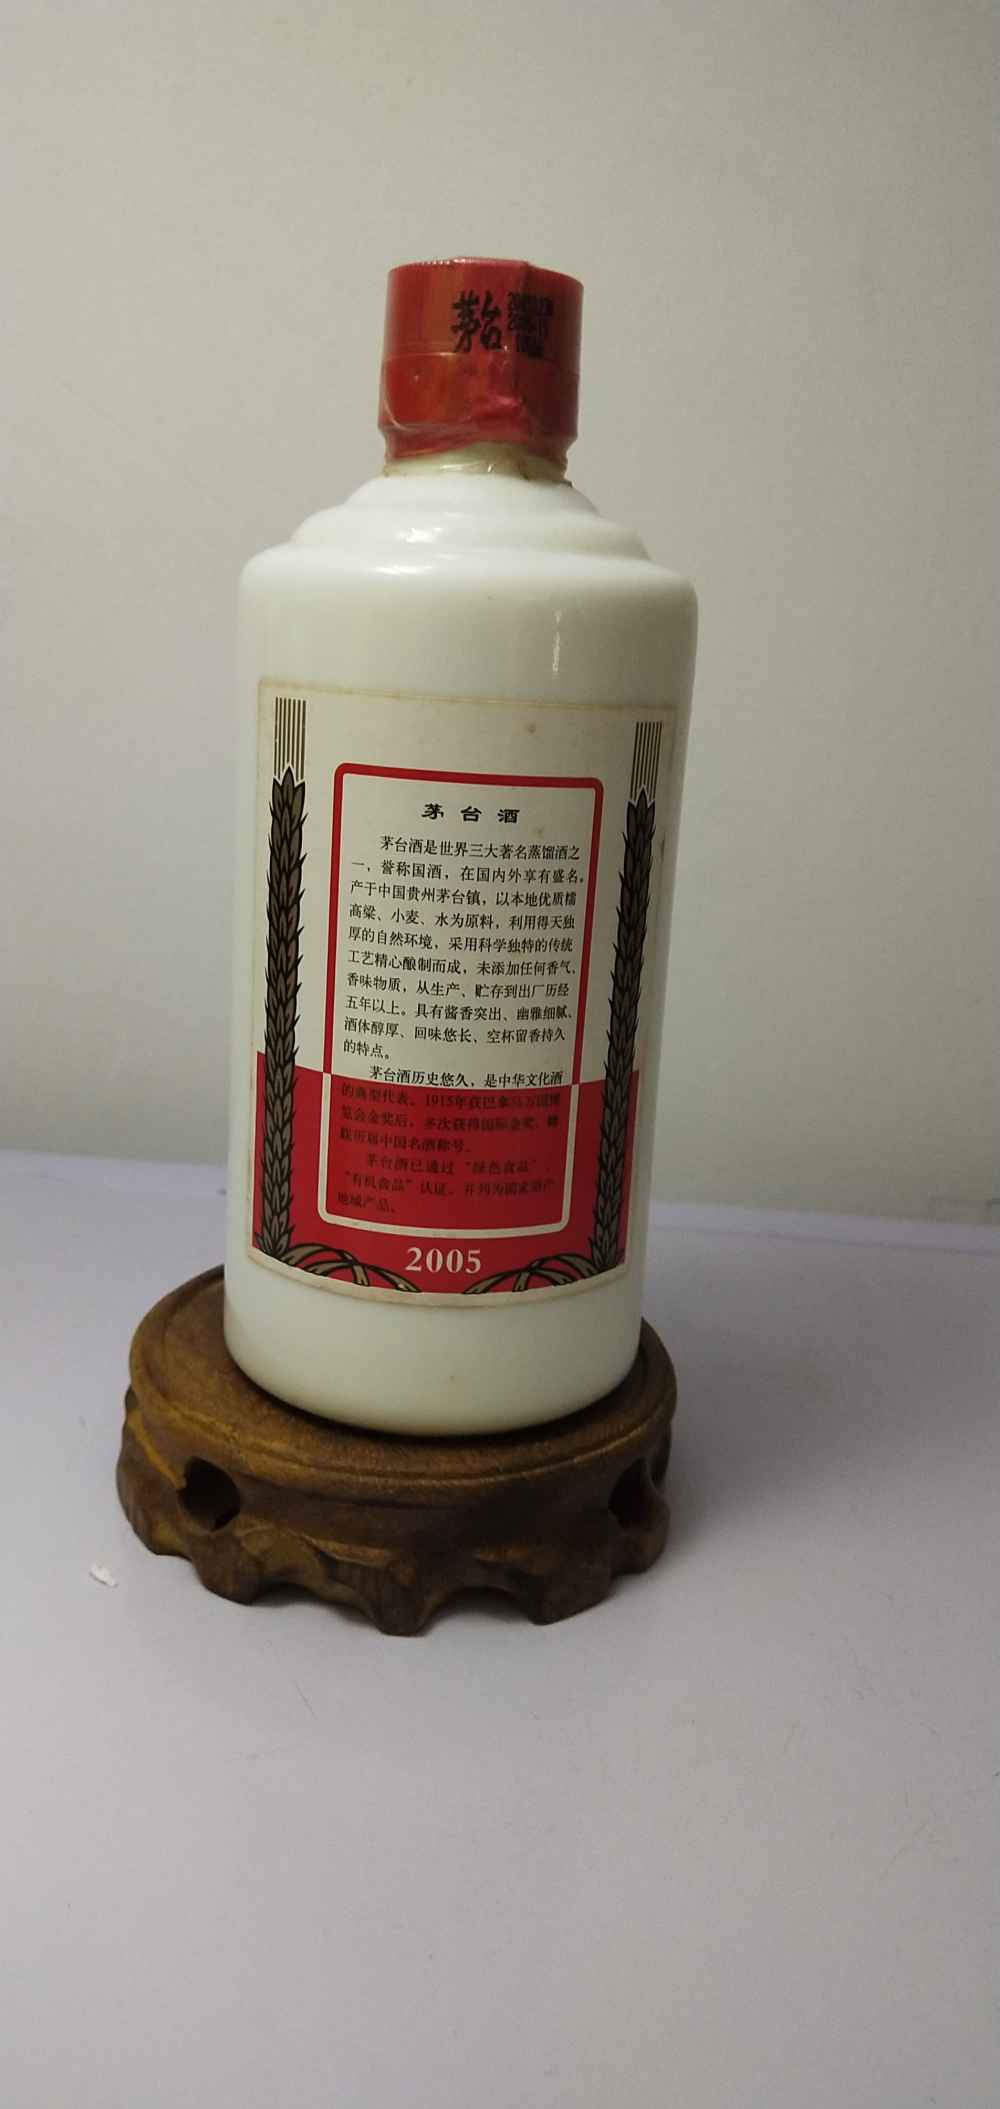 茅台
茅台酒
茅台酒是世界三大著名蒸馏酒之
一，誉称国酒，在国内外享有盛名。
产于中国贵州茅台镇，以本地优质糯
高粱、小麦、水为原料，利用得天独
厚的自然环境，采用科学独特的传统
工艺精心酿制而成，未添加任何香气、
香味物质，从生产、贮存到出厂历经
五年以上。具有酱香突出、幽雅细腻、
酒体醇厚、回味悠长、空杯留香持久
的特点。
茅台酒历史悠久，是中华文化酒
的典型代表。1915年获巴拿马万国博
览会金奖后，多次获得国际金奖，蝉
联历届中国名酒称号。
茅台酒已通过“绿色食品”、
“有机食品”认证。并列为国家原产
地域产品。
2005